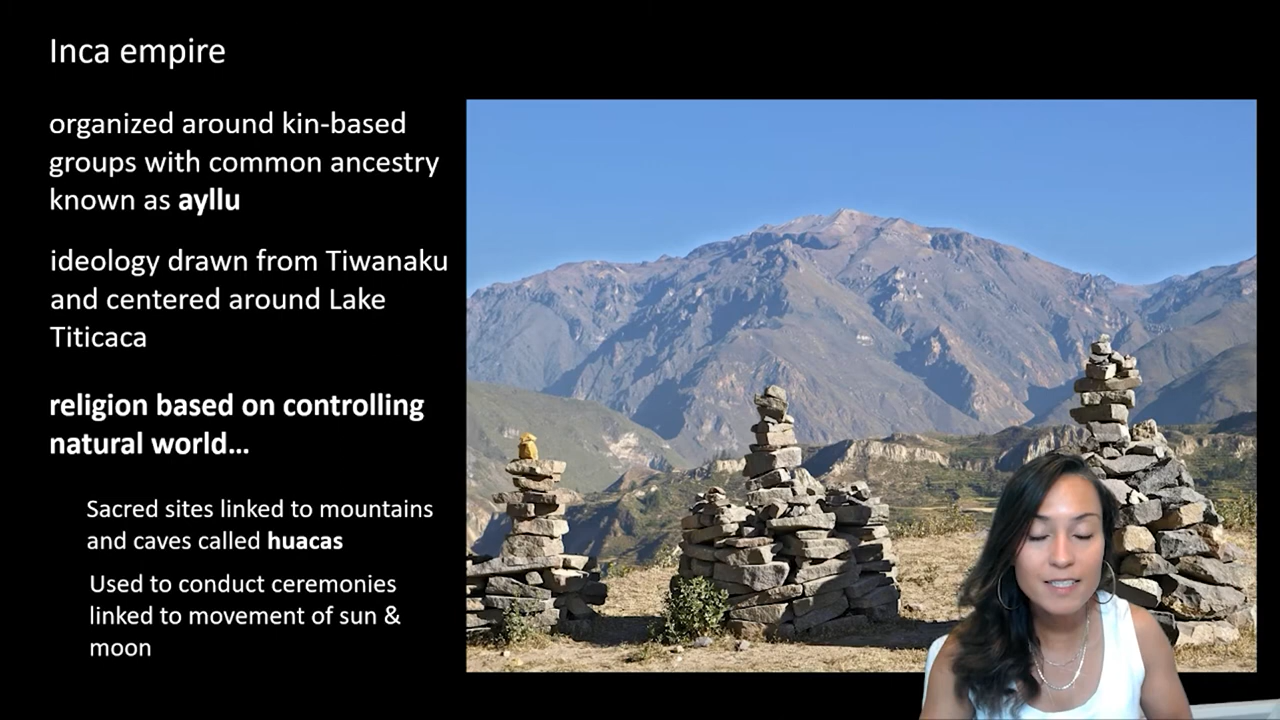 Inca empire
organized around kin-based
groups with common ancestry
known as ayllu
ideology drawn from Tiwanaku
and centered around Lake
Titicaca
religion based on controlling
natural world…
Sacred sites linked to mountains
and caves called huacas
Used to conduct ceremonies
linked to movement of sun &
moon